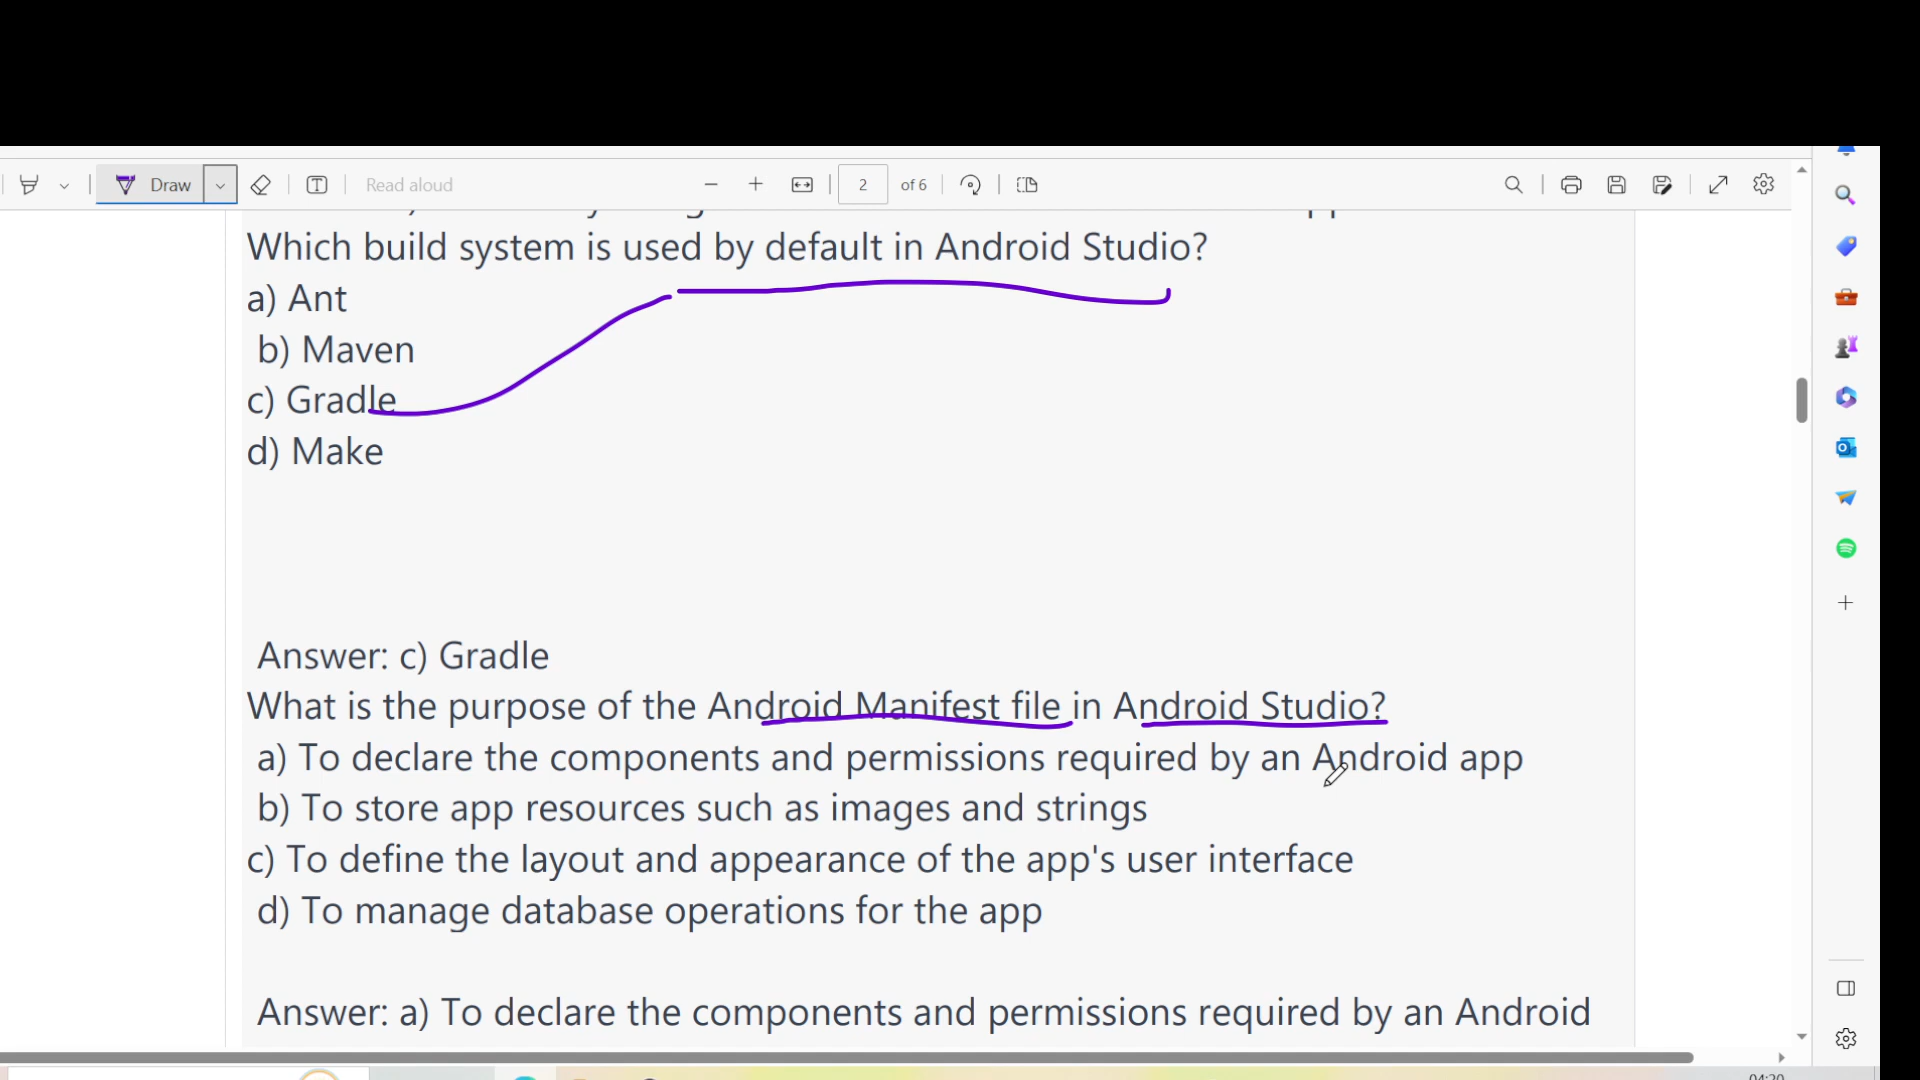 Draw
Read aloud
2
of 6
Which build system is used by default in Android Studio?
a) Ant
b) Maven
c) Gradle
d) Make
Answer: c) Gradle
What is the purpose of the Android Manifest file in Android Studio?
a) To declare the components and permissions required by an Android app
b) To store app resources such as images and strings
c) To define the layout and appearance of the app's user interface
d) To manage database operations for the app
Answer: a) To declare the components and permissions required by an Android